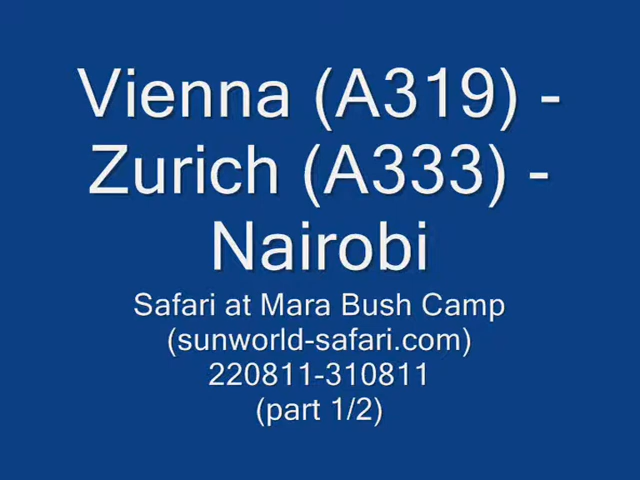 Vienna (A319) -
Zurich (A333) -
Nairobi
Safari at Mara Bush Camp
(sunworld-safari.com)
220811-310811
(part 1/2)